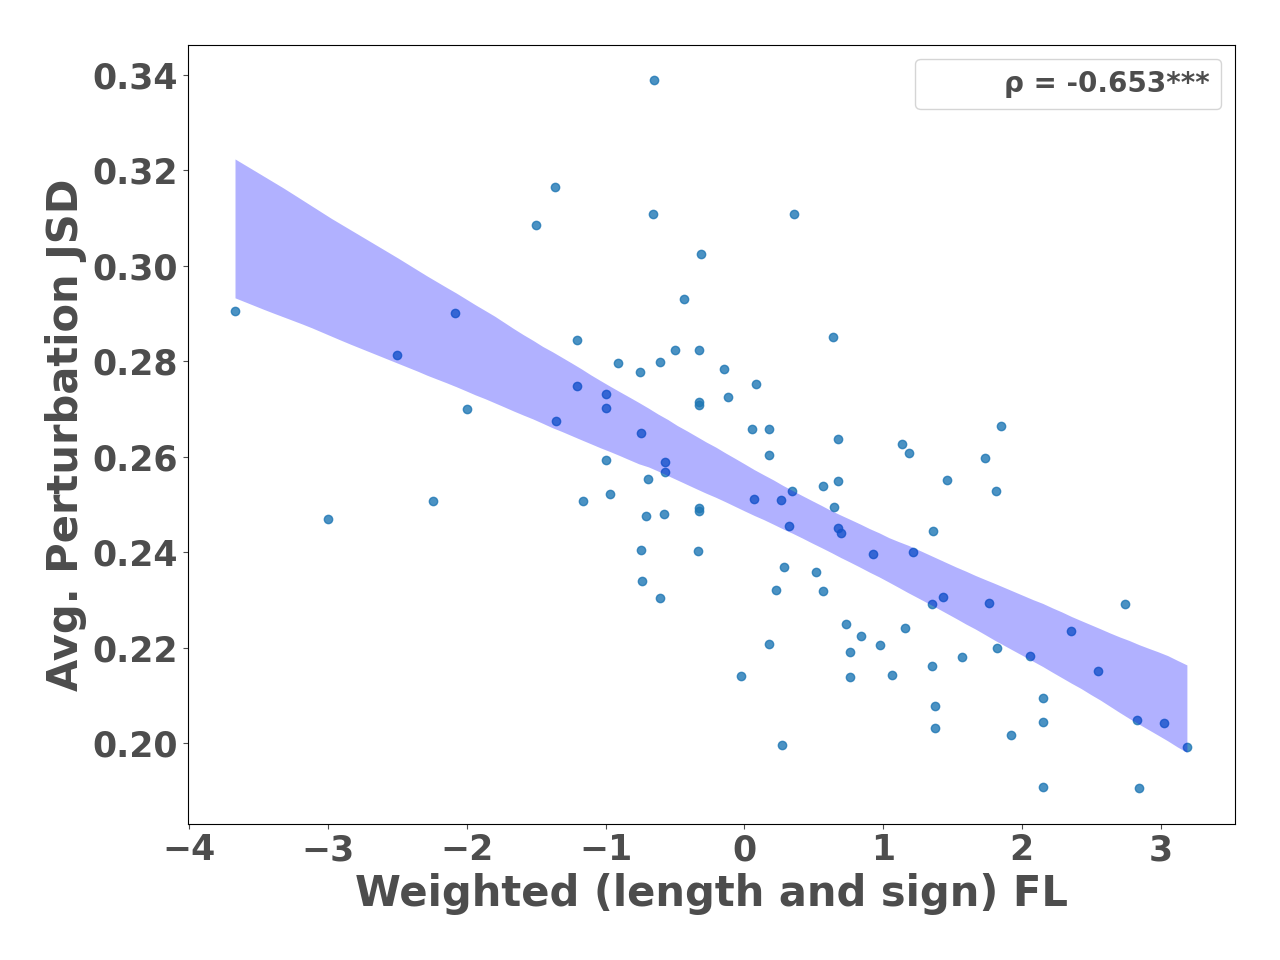 ρ = -0.653***
0.34
0.32
0.30
0.28
0.26
0.24
0.22
0.20
Avg. Perturbation JSD
−4 −3 −2 −1 0 1 2 3
Weighted (length and sign) FL